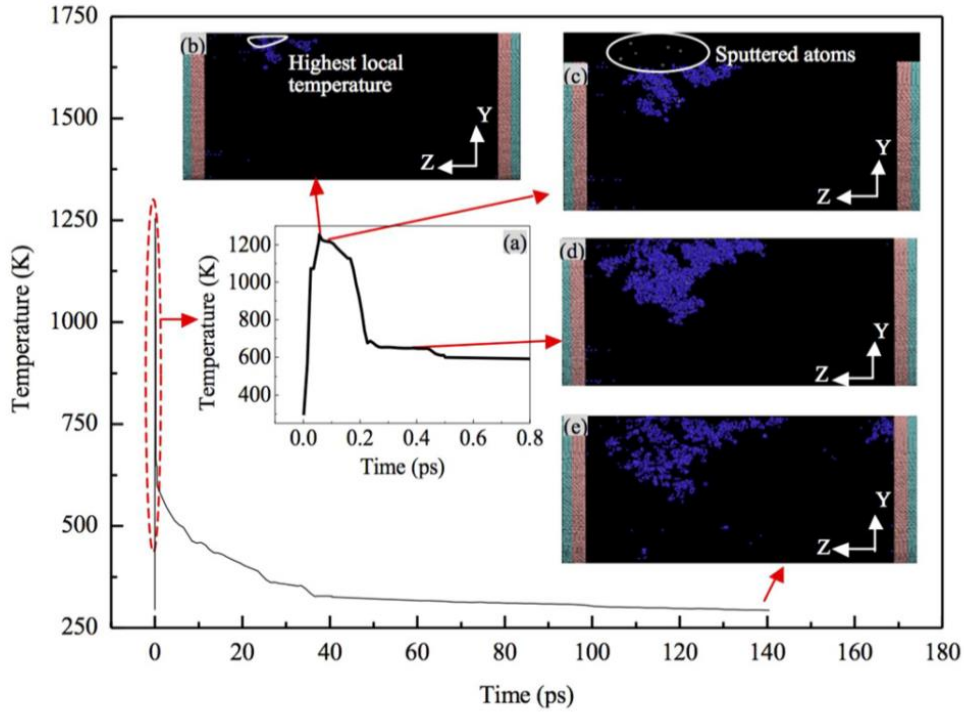 1750
1500
1250
1000
750
500
250
Temperature (K)
0
20
40
60
80
100
120
140
160
180
Time (ps)
(b)
Highest local
temperature
Y
Z
(c)
Sputtered atoms
Y
Z
(a)
1200
1000
800
600
400
Temperature (K)
0.0
0.2
0.4
0.6
0.8
Time (ps)
(d)
Y
Z
(e)
Y
Z